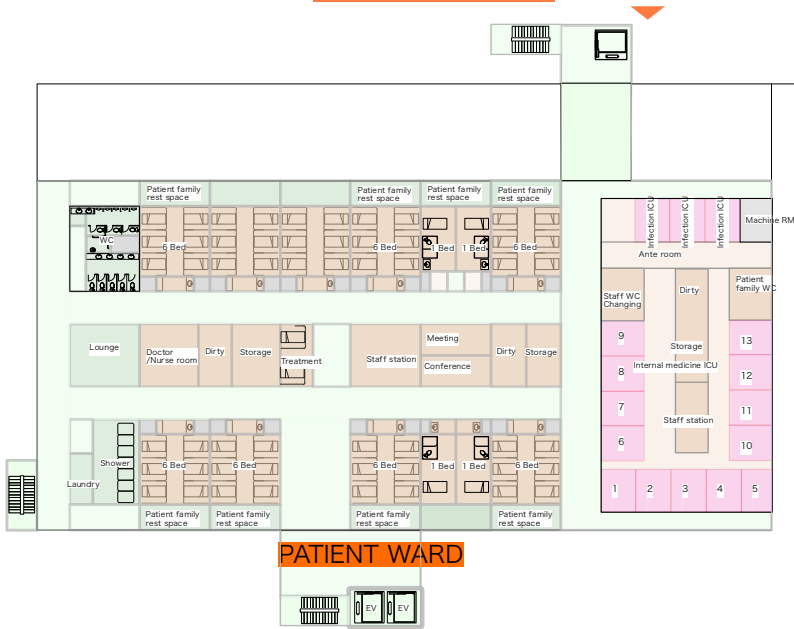 Patient family
rest space
Patient family
rest space
Patient family
rest space
Patient family
rest space
Infection ICU
Infection ICU
Infection ICU
Machine RM
WC
6 Bed
6 Bed
1 Bed
1 Bed
6 Bed
Ante room
Staff WC
Changing
Dirty
Patient
family WC
Lounge
Doctor
/Nurse room
Dirty
Storage
Treatment
Staff station
Meeting
Conference
Dirty
Storage
9
Storage
13
Internal medicine ICU
8
12
7
11
Staff station
6
10
Shower
Laundry
6 Bed
6 Bed
6 Bed
1 Bed
1 Bed
6 Bed
1
2
3
4
5
Patient family
rest space
Patient family
rest space
Patient family
rest space
Patient family
rest space
PATIENT WARD
EV
EV